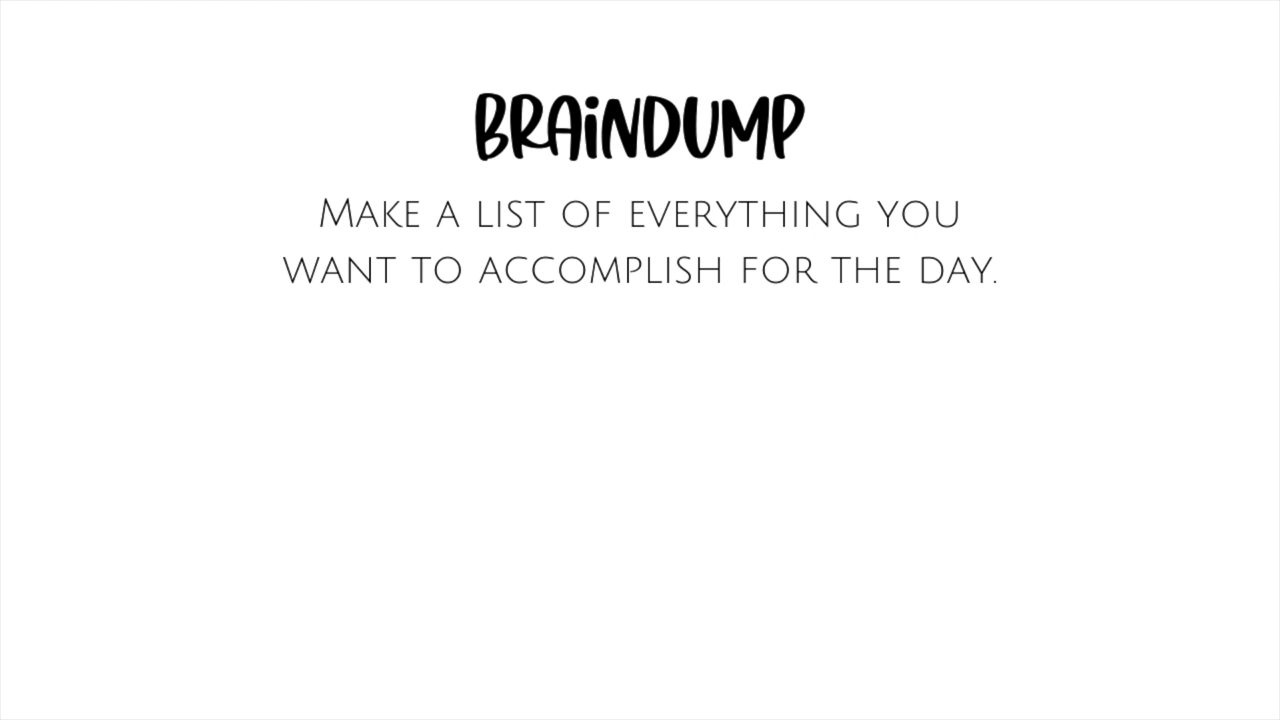 BRAiNDUMP
Make a list of everything you
want to accomplish for the day.